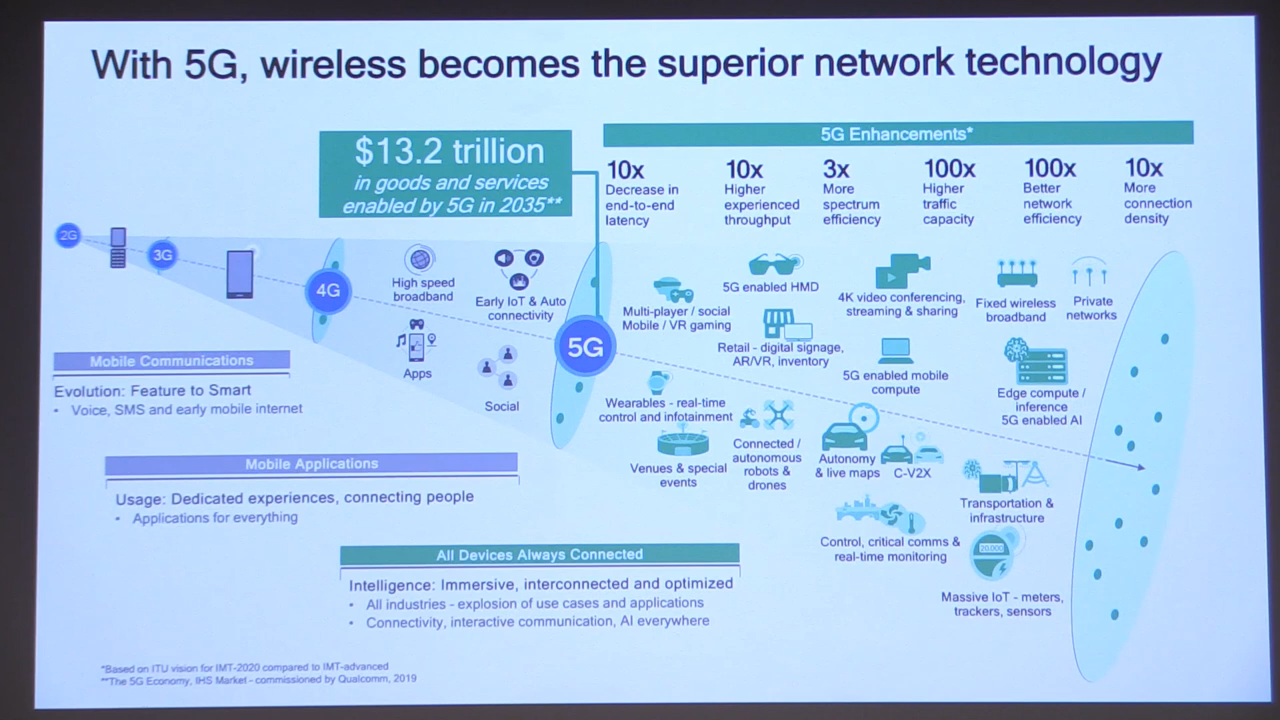 With 5G, wireless becomes the superior network technology
$13.2 trillion
in goods and services
enabled by 5G in 2035**
5G Enhancements*
10x
Decrease in
end-to-end
latency
10x
Higher
experienced
throughput
3x
More
spectrum
efficiency
100x
Higher
traffic
capacity
100x
Better
network
efficiency
10x
More
connection
density
2G
3G
4G
5G
High speed
broadband
Early IoT & Auto
connectivity
Apps
Social
Multi-player / social
Mobile / VR gaming
5G enabled HMD
4K video conferencing,
streaming & sharing
Fixed wireless
broadband
Private
networks
Retail - digital signage,
AR/VR, inventory
5G enabled mobile
compute
Edge compute /
inference
5G enabled AI
Wearables - real-time
control and infotainment
Venues & special
events
Connected /
autonomous
robots &
drones
Autonomy
& live maps
C-V2X
Transportation &
infrastructure
Control, critical comms &
real-time monitoring
20,000
Massive IoT - meters,
trackers, sensors
Mobile Communications
Evolution: Feature to Smart
• Voice, SMS and early mobile internet
Mobile Applications
Usage: Dedicated experiences, connecting people
• Applications for everything
All Devices Always Connected
Intelligence: Immersive, interconnected and optimized
• All industries - explosion of use cases and applications
• Connectivity, interactive communication, AI everywhere
*Based on ITU vision for IMT-2020 compared to IMT-advanced
**The 5G Economy, IHS Market - commissioned by Qualcomm, 2019